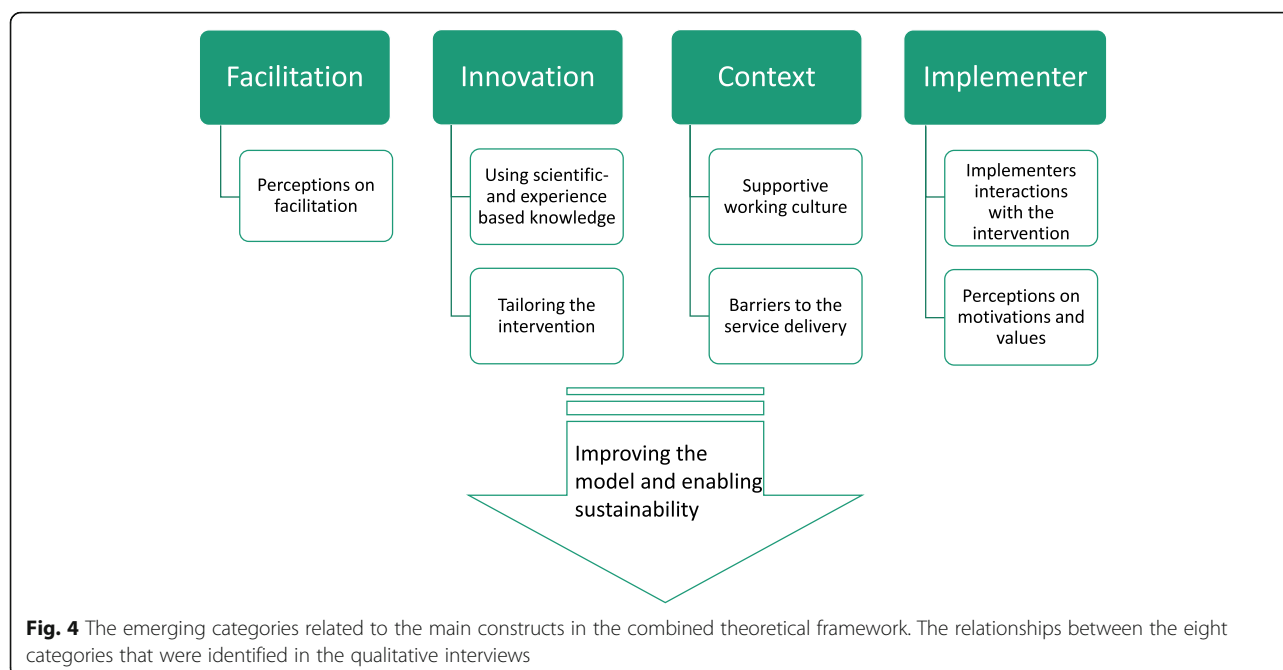 Facilitation
Perceptions on
facilitation
Innovation
Using scientific-
and experience
based knowledge
Tailoring the
intervention
Context
Supportive
working culture
Barriers to the
service delivery
Implementer
Implementers
interactions
with the
intervention
Perceptions on
motivations and
values
Improving the
model and enabling
sustainability
Fig. 4 The emerging categories related to the main constructs in the combined theoretical framework. The relationships between the eight
categories that were identified in the qualitative interviews